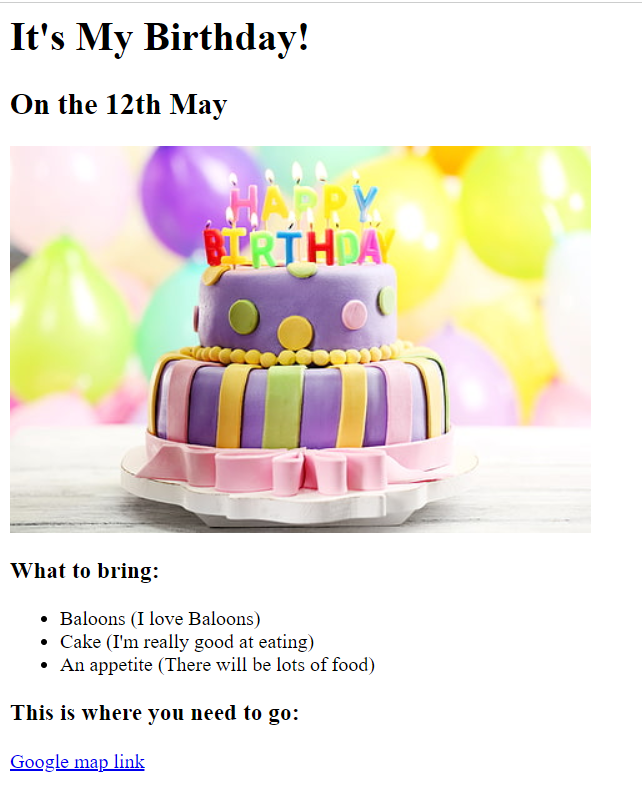 It's My Birthday!
On the 12th May
HAPPY
BIRTHDAY
What to bring:
Baloons (I love Baloons)
Cake (I'm really good at eating)
An appetite (There will be lots of food)
This is where you need to go:
Google map link